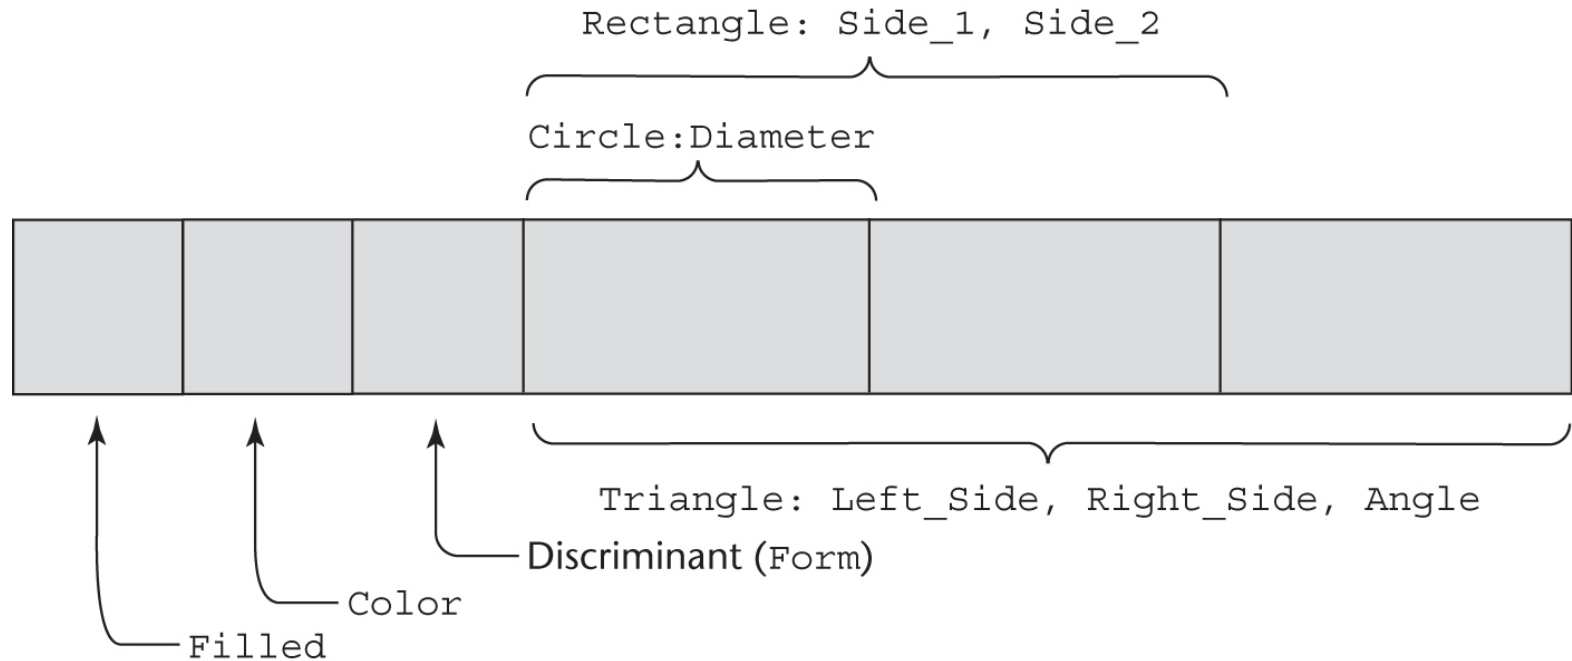 Rectangle: Side_1, Side_2
Circle:Diameter
Triangle: Left_Side, Right_Side, Angle
Discriminant (Form)
Color
Filled